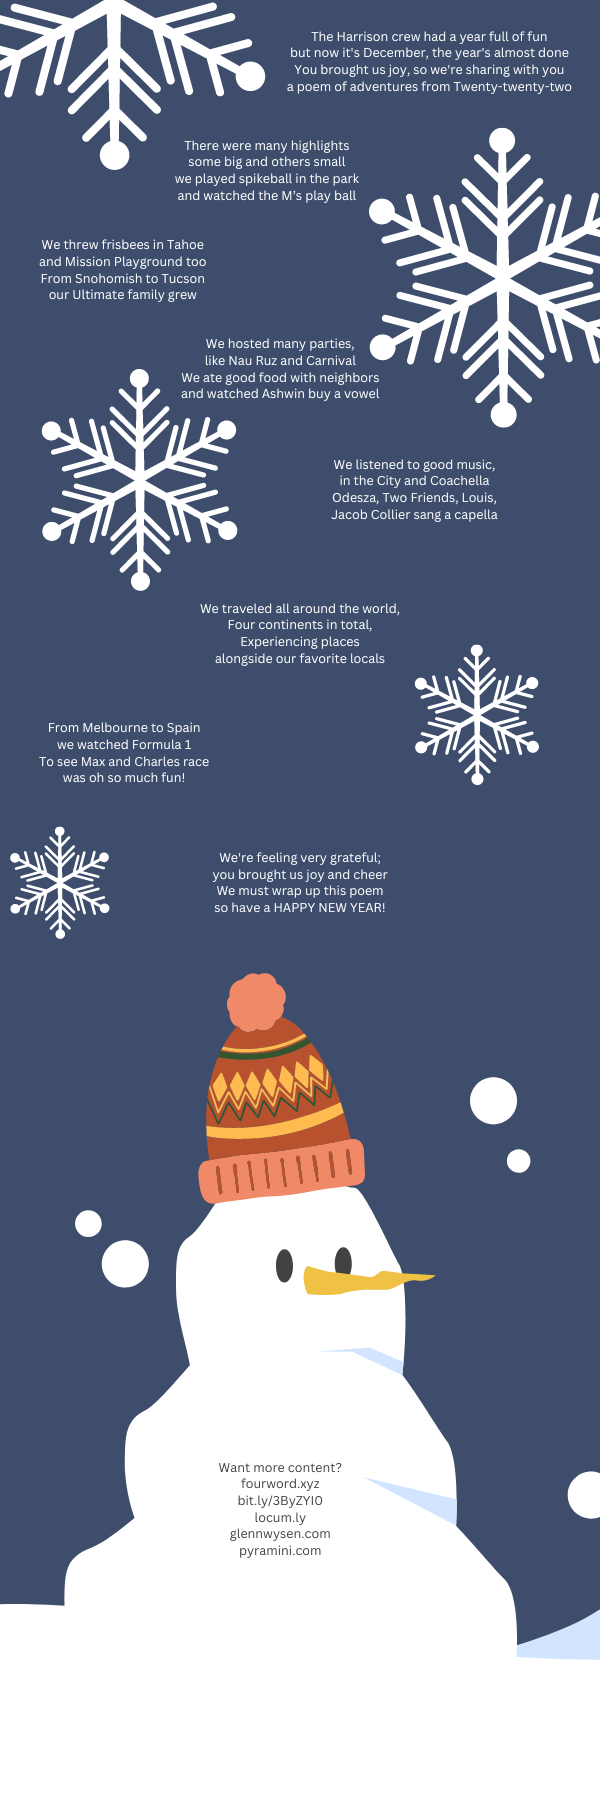 The Harrison crew had a year full of fun
but now it's December, the year's almost done
You brought us joy, so we're sharing with you
a poem of adventures from Twenty-twenty-two
There were many highlights
some big and others small
we played spikeball in the park
and watched the M's play ball
We threw frisbees in Tahoe
and Mission Playground too
From Snohomish to Tucson
our Ultimate family grew
We hosted many parties,
like Nau Ruz and Carnival
We ate good food with neighbors
and watched Ashwin buy a vowel
We listened to good music,
in the City and Coachella
Odesza, Two Friends, Louis,
Jacob Collier sang a capella
We traveled all around the world,
Four continents in total,
Experiencing places
alongside our favorite locals
From Melbourne to Spain
we watched Formula 1
To see Max and Charles race
was oh so much fun!
We're feeling very grateful;
you brought us joy and cheer
We must wrap up this poem
so have a HAPPY NEW YEAR!
Want more content?
fourword.xyz
bit.ly/3ByZYI0
locum.ly
glennwysen.com
pyramini.com